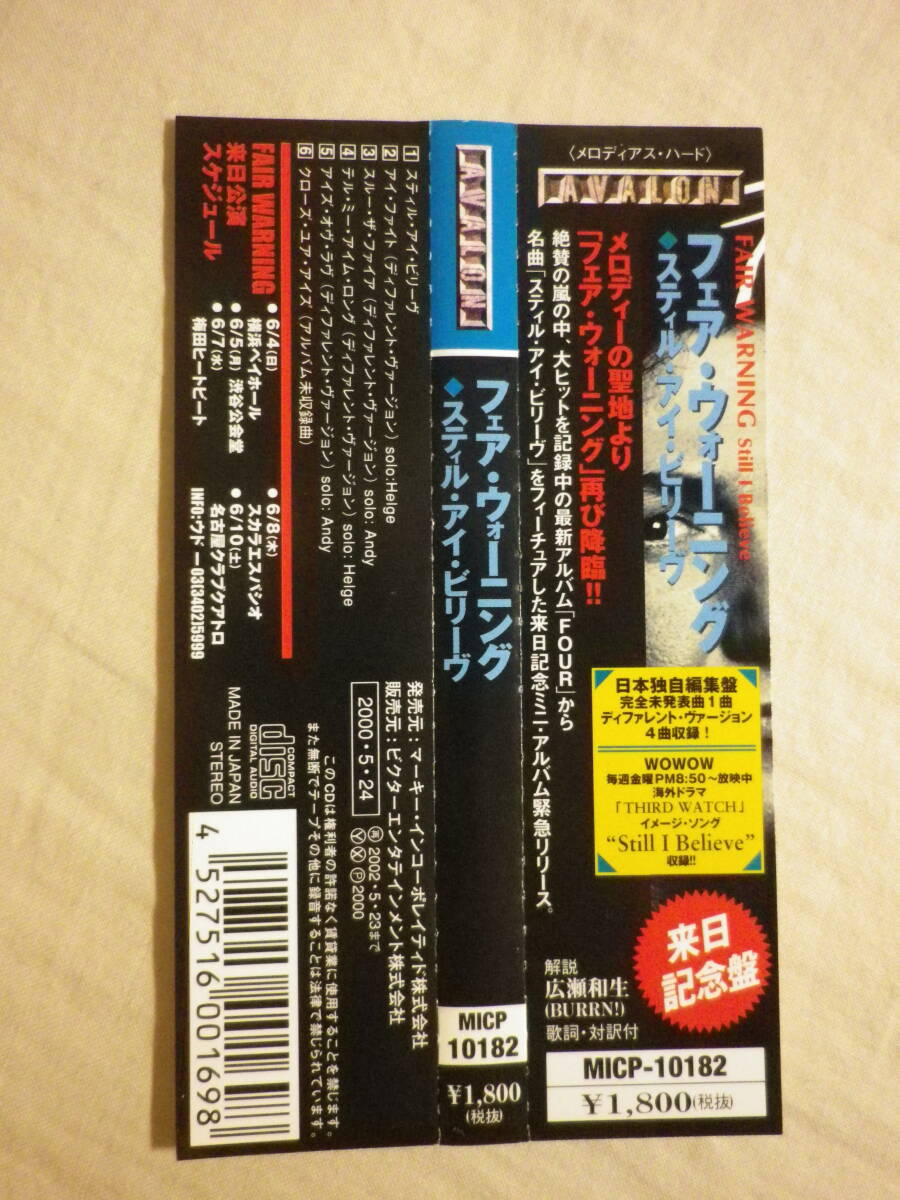 〈メロディアス・ハード〉
AVALON
FAIR WARNING Still I Believe
フェア・ウォーニング
◆スティル・アイ・ビリーヴ
メロディーの聖地より
「フェア・ウォーニング」再び降臨!!
絶賛の嵐の中、大ヒットを記録中の最新アルバム「FOUR」から
名曲「スティル・アイ・ビリーヴ」をフィーチュアした来日記念ミニ・アルバム緊急リリース。
日本独自編集盤
完全未発表曲1曲
ディファレント・ヴァージョン
4曲収録!
WOWOW
毎週金曜PM8:50～放映中
海外ドラマ
「THIRD WATCH」
イメージ・ソング
“Still I Believe”
収録!!
来日
記念盤
解説
広瀬和生
(BURRN!)
歌詞・対訳付
MICP-10182
¥1,800(税抜)
AVALON
フェア・ウォーニング
◆スティル・アイ・ビリーヴ
MICP
10182
¥1,800
(税抜)
1 スティル・アイ・ビリーヴ
2 アイ・ファイト(ディファレント・ヴァージョン) solo:Helge
3 スルー・ザ・ファイア(ディファレント・ヴァージョン) solo: Andy
4 テル・ミー・アイム・ロング(ディファレント・ヴァージョン) solo: Helge
5 アイズ・オヴ・ラヴ(ディファレント・ヴァージョン) solo: Andy
6 クローズ・ユア・アイズ(アルバム未収録曲)
FAIR WARNING
来日公演
スケジュール
● 6/4(日)
横浜ベイホール
● 6/5(月) 渋谷公会堂
● 6/7(水)
梅田ヒートビート
● 6/8(木)
スカラエスパシオ
● 6/10(土)
名古屋クラブクアトロ
INFO:ウドー03(3402)5999
発売元:マーキー・インコーポレイティド株式会社
販売元:ビクターエンタテインメント株式会社
2000・5・24
再 2002・5・23まで
Y X P2000
このCDは権利者の許諾なく賃貸業に使用することを禁じます。
また無断でテープその他に録音することは法律で禁じられています。
COMPACT
disc
DIGITAL AUDIO
MADE IN JAPAN
STEREO
4 527516 001698